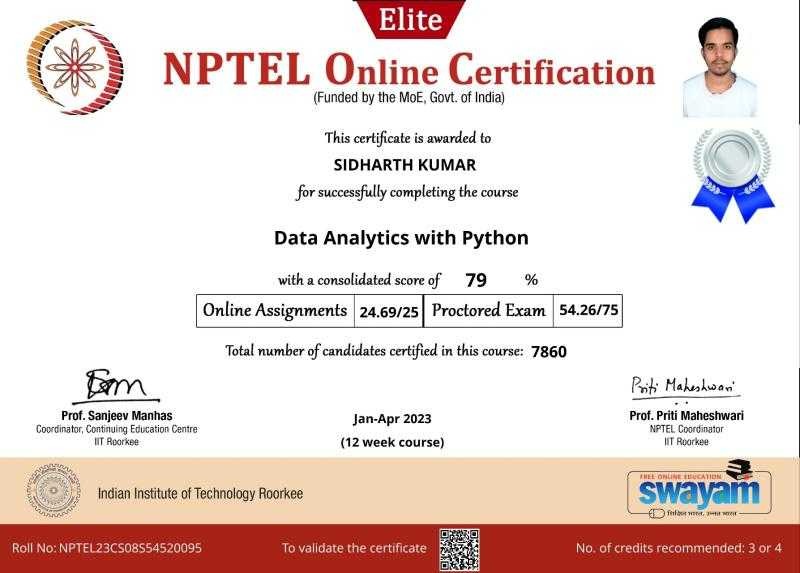 Elite
NPTEL Online Certification
(Funded by the MoE, Govt. of India)
This certificate is awarded to
SIDHARTH KUMAR
for successfully completing the course
Data Analytics with Python
with a consolidated score of 79 %
Online Assignments 24.69/25 Proctored Exam 54.26/75
Total number of candidates certified in this course: 7860
Priti Maheshwari
Prof. Sanjeev Manhas
Coordinator, Continuing Education Centre
IIT Roorkee
Jan-Apr 2023
(12 week course)
Prof. Priti Maheshwari
NPTEL Coordinator
IIT Roorkee
Indian Institute of Technology Roorkee
FREE ONLINE EDUCATION
swayam
शिक्षित भारत, उन्नत भारत
Roll No: NPTEL23CS08S54520095
To validate the certificate
No. of credits recommended: 3 or 4